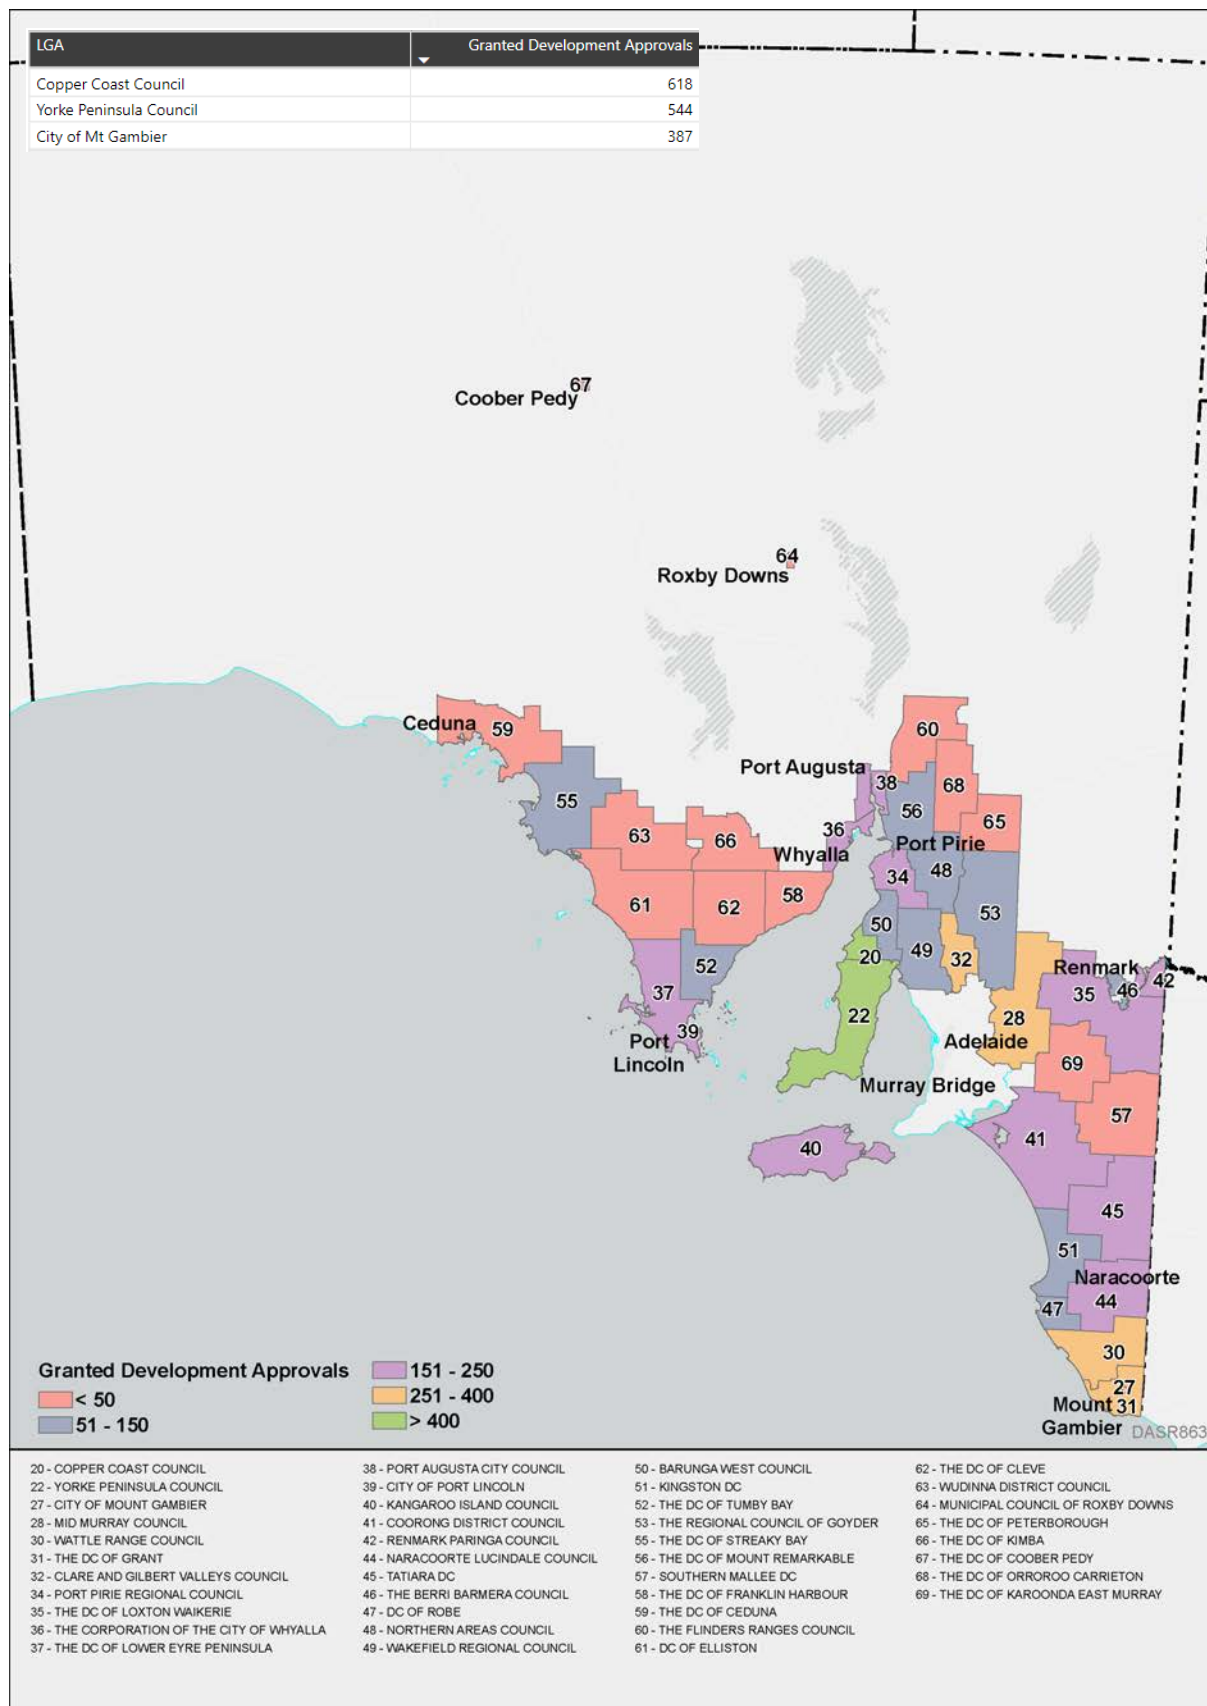 LGA Granted Development Approvals
Copper Coast Council 618
Yorke Peninsula Council 544
City of Mt Gambier 387
67
Coober Pedy
64
Roxby Downs
Ceduna 59
60
Port Augusta
38
68
55
56
65
63
66
36
Port Pirie
Whyalla
34
48
61
62
58
53
50
49
20
32
52
Renmark
42
37
35
46
22
28
39
Port
Lincoln
Adelaide
69
Murray Bridge
57
40
41
45
51
Naracoorte
44
47
30
27
Mount 31
Gambier
DASR863
Granted Development Approvals
< 50
51 - 150
151 - 250
251 - 400
> 400
20 - COPPER COAST COUNCIL
22 - YORKE PENINSULA COUNCIL
27 - CITY OF MOUNT GAMBIER
28 - MID MURRAY COUNCIL
30 - WATTLE RANGE COUNCIL
31 - THE DC OF GRANT
32 - CLARE AND GILBERT VALLEYS COUNCIL
34 - PORT PIRIE REGIONAL COUNCIL
35 - THE DC OF LOXTON WAIKERIE
36 - THE CORPORATION OF THE CITY OF WHYALLA
37 - THE DC OF LOWER EYRE PENINSULA
38 - PORT AUGUSTA CITY COUNCIL
39 - CITY OF PORT LINCOLN
40 - KANGAROO ISLAND COUNCIL
41 - COORONG DISTRICT COUNCIL
42 - RENMARK PARINGA COUNCIL
44 - NARACOORTE LUCINDALE COUNCIL
45 - TATIARA DC
46 - THE BERRI BARMERA COUNCIL
47 - DC OF ROBE
48 - NORTHERN AREAS COUNCIL
49 - WAKEFIELD REGIONAL COUNCIL
50 - BARUNGA WEST COUNCIL
51 - KINGSTON DC
52 - THE DC OF TUMBY BAY
53 - THE REGIONAL COUNCIL OF GOYDER
55 - THE DC OF STREAKY BAY
56 - THE DC OF MOUNT REMARKABLE
57 - SOUTHERN MALLEE DC
58 - THE DC OF FRANKLIN HARBOUR
59 - THE DC OF CEDUNA
60 - THE FLINDERS RANGES COUNCIL
61 - DC OF ELLISTON
62 - THE DC OF CLEVE
63 - WUDINNA DISTRICT COUNCIL
64 - MUNICIPAL COUNCIL OF ROXBY DOWNS
65 - THE DC OF PETERBOROUGH
66 - THE DC OF KIMBA
67 - THE DC OF COOBER PEDY
68 - THE DC OF ORROROO CARRIETON
69 - THE DC OF KAROONDA EAST MURRAY